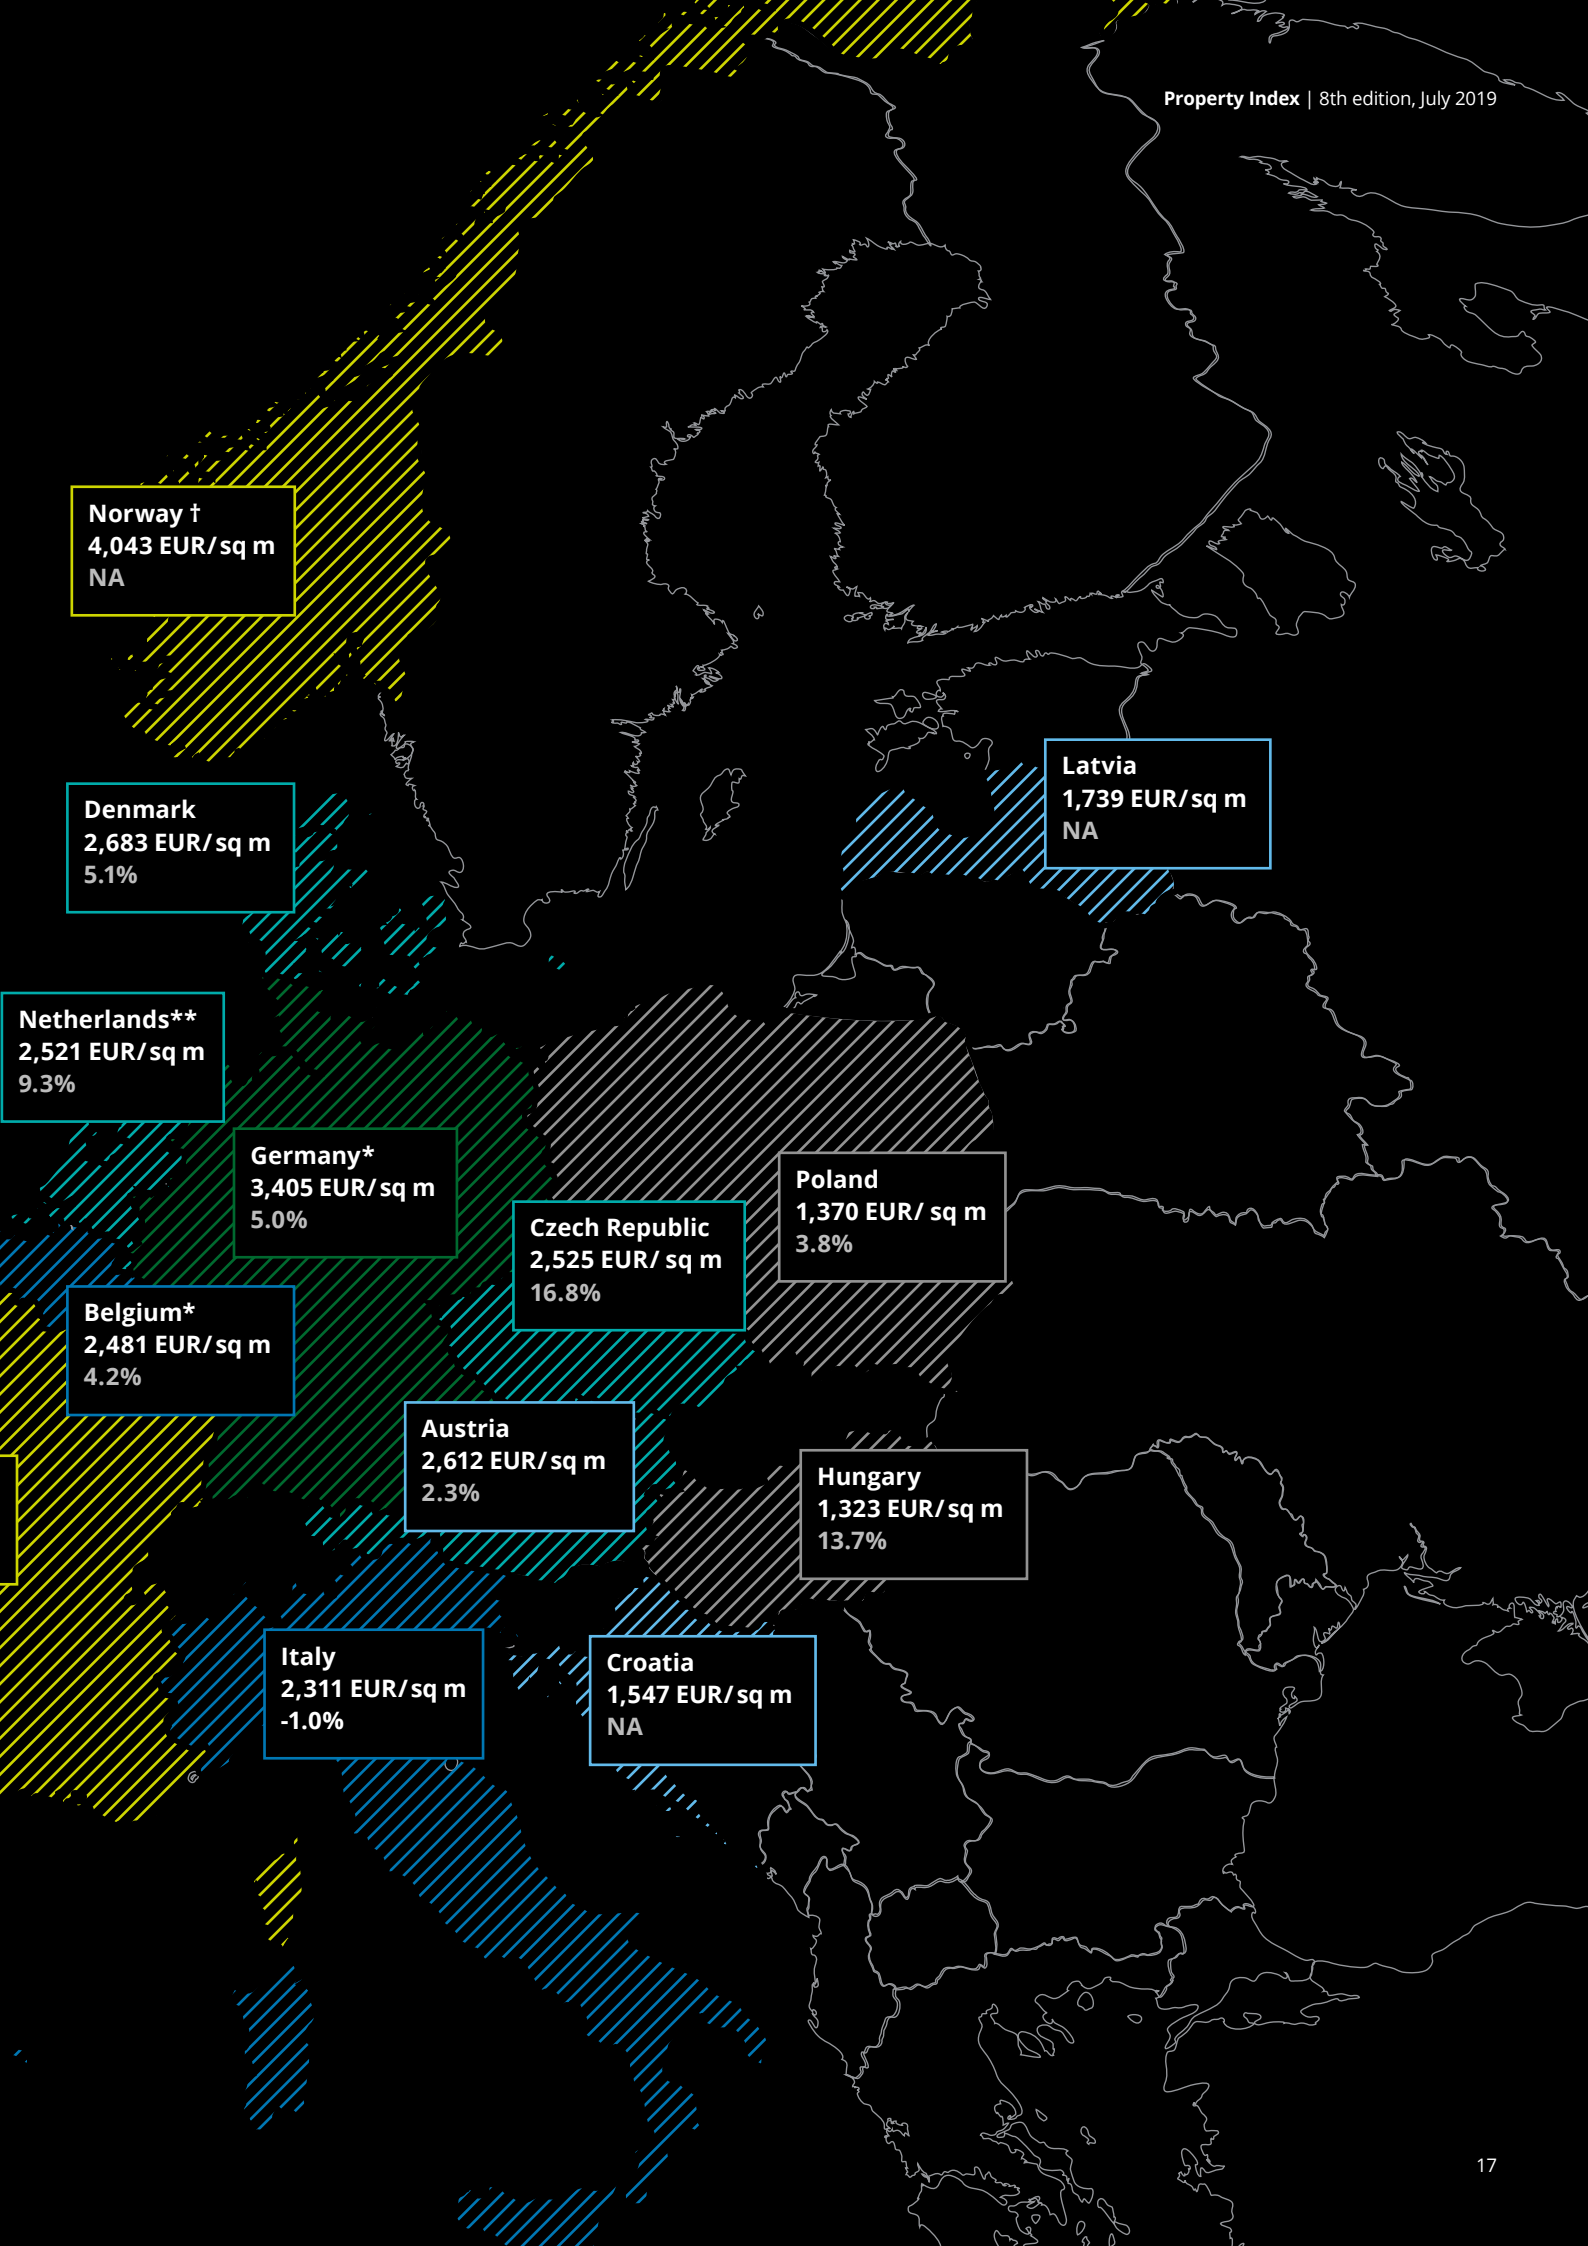 Property Index | 8th edition, July 2019
Norway †
4,043 EUR/sq m
NA
Latvia
1,739 EUR/sq m
NA
Denmark
2,683 EUR/sq m
5.1%
Netherlands**
2,521 EUR/sq m
9.3%
Germany*
3,405 EUR/sq m
5.0%
Poland
1,370 EUR/ sq m
3.8%
Czech Republic
2,525 EUR/ sq m
16.8%
Belgium*
2,481 EUR/sq m
4.2%
Austria
2,612 EUR/sq m
2.3%
Hungary
1,323 EUR/sq m
13.7%
Italy
2,311 EUR/sq m
-1.0%
Croatia
1,547 EUR/sq m
NA
17